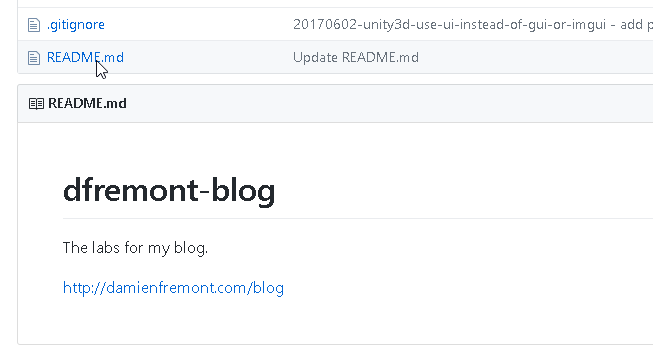 .gitignore 20170602-unity3d-use-ui-instead-of-gui-or-imgui - add p
README.md Update README.md
README.md
dfremont-blog
The labs for my blog.
http://damienfremont.com/blog